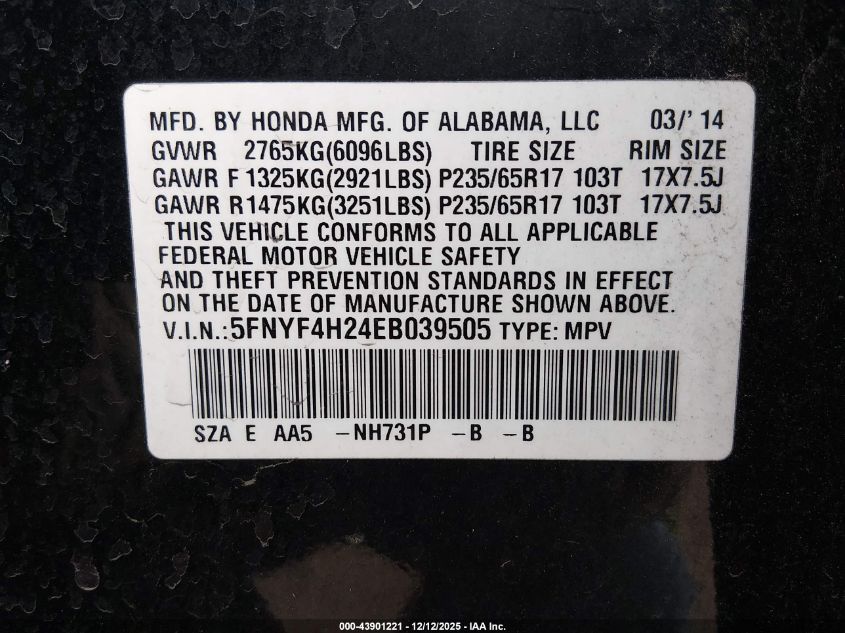 MFD. BY HONDA MFG. OF ALABAMA, LLC 03/' 14
GVWR 2765KG(6096LBS) TIRE SIZE RIM SIZE
GAWR F 1325KG(2921LBS) P235/65R17 103T 17X7.5J
GAWR R1475KG(3251LBS) P235/65R17 103T 17X7.5J
THIS VEHICLE CONFORMS TO ALL APPLICABLE
FEDERAL MOTOR VEHICLE SAFETY
AND THEFT PREVENTION STANDARDS IN EFFECT
ON THE DATE OF MANUFACTURE SHOWN ABOVE.
V.I.N.:5FNYF4H24EB039505 TYPE: MPV
SZA E AA5 -NH731P -B -B
000-43901221 - 12/12/2025 - IAA Inc.